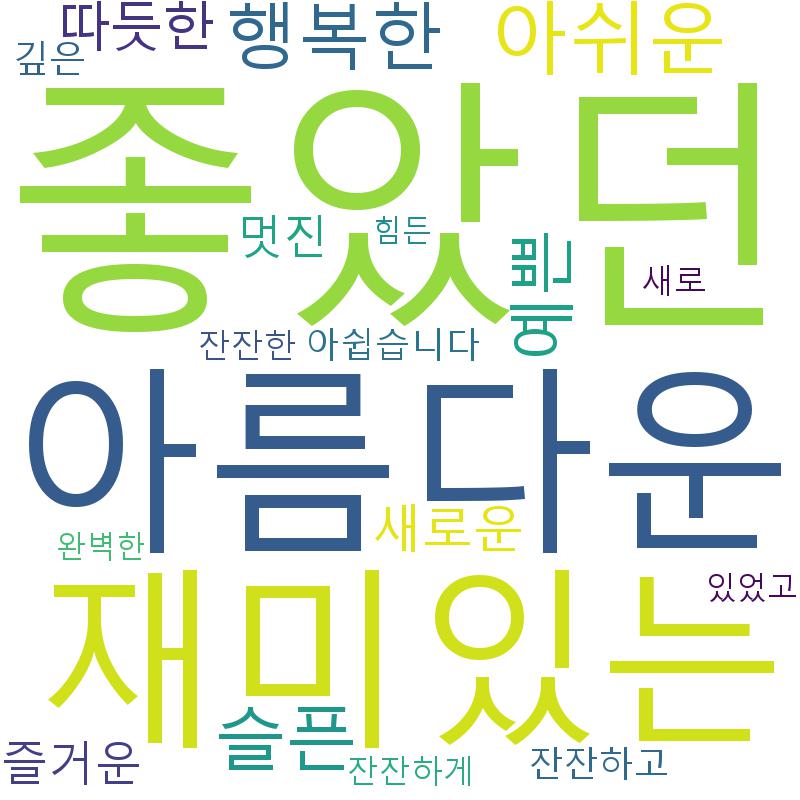 따듯한 행복한 아쉬운
깊은
좋았던
멋진 힘든
뻔
새로
잔잔한 아쉽습니다
아름다운
새로운
완벽한
재미있는
있었고
슬픈
즐거운 잔잔하게 잔잔하고